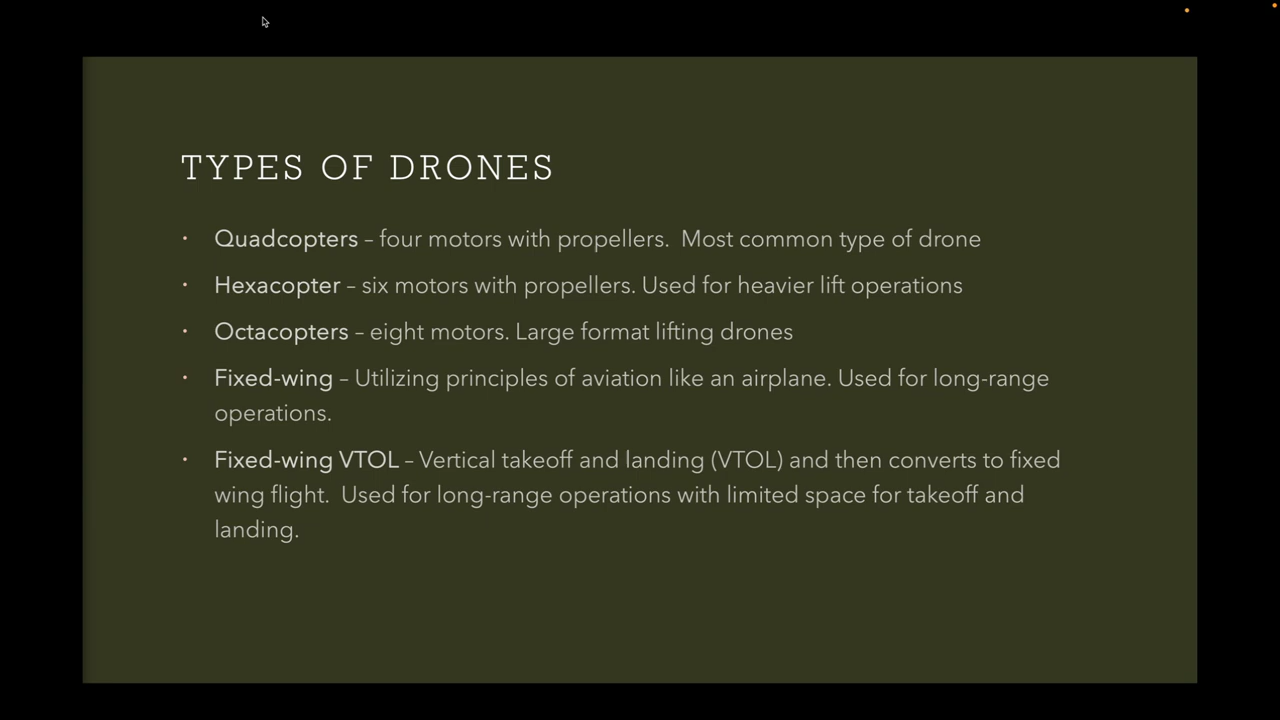 TYPES OF DRONES
• Quadcopters – four motors with propellers.  Most common type of drone
• Hexacopter – six motors with propellers. Used for heavier lift operations
• Octacopters – eight motors. Large format lifting drones
• Fixed-wing – Utilizing principles of aviation like an airplane. Used for long-range
operations.
• Fixed-wing VTOL – Vertical takeoff and landing (VTOL) and then converts to fixed
wing flight.  Used for long-range operations with limited space for takeoff and
landing.